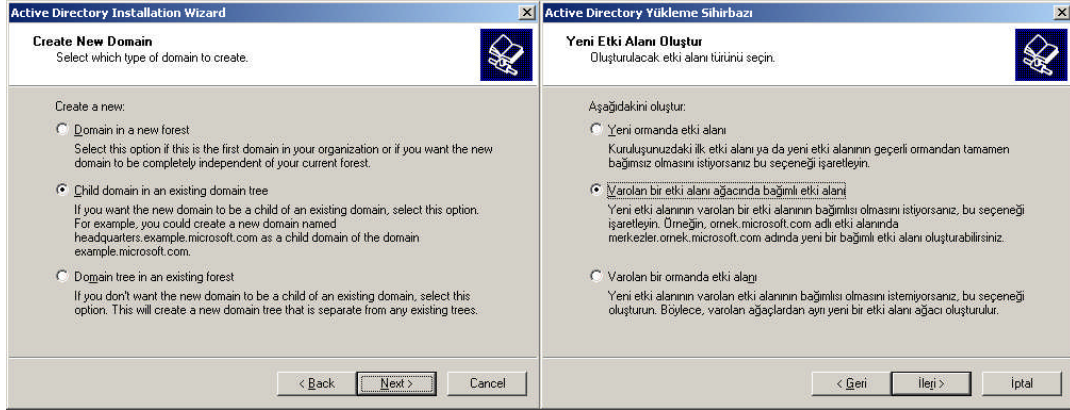 Active Directory Installation Wizard
Create New Domain
Select which type of domain to create.
Create a new:
Domain in a new forest
Select this option if this is the first domain in your organization or if you want the new
domain to be completely independent of your current forest.
Child domain in an existing domain tree
If you want the new domain to be a child of an existing domain, select this option.
For example, you could create a new domain named
headquarters.example.microsoft.com as a child domain of the domain
example.microsoft.com.
Domain tree in an existing forest
If you don't want the new domain to be a child of an existing domain, select this
option. This will create a new domain tree that is separate from any existing trees.
< Back
Next >
Cancel
Active Directory Yükleme Sihirbazı
Yeni Etki Alanı Oluştur
Oluşturulacak etki alanı türünü seçin.
Aşağıdakini oluştur:
Yeni ormanda etki alanı
Kuruluşunuzdaki ilk etki alanı ya da yeni etki alanının geçerli ormandan tamamen
bağımsız olmasını istiyorsanız bu seçeneği işaretleyin.
Varolan bir etki alanı ağacında bağımlı etki alanı
Yeni etki alanının varolan bir etki alanının bağımlısı olmasını istiyorsanız, bu seçeneği
işaretleyin. Örneğin, ornek.microsoft.com adlı etki alanında
merkezler.ornek.microsoft.com adında yeni bir bağımlı etki alanı oluşturabilirsiniz.
Varolan bir ormanda etki alanı
Yeni etki alanının varolan etki alanının bağımlısı olmasını istemiyorsanız, bu seçeneği
oluşturun. Böylece, varolan ağaçlardan ayrı yeni bir etki alanı ağacı oluşturulur.
< Geri
İleri >
İptal